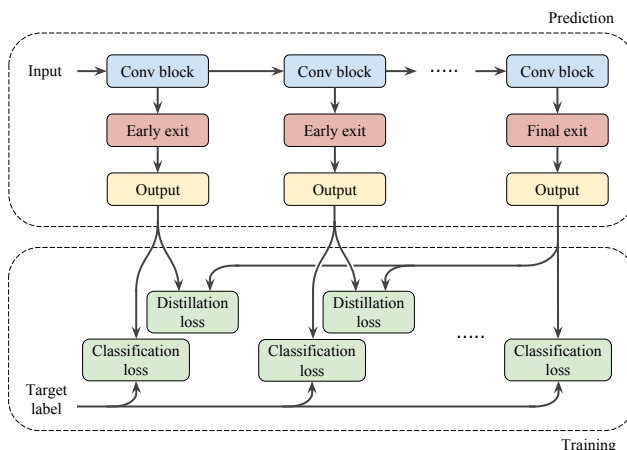 Prediction
Input
Conv block
Conv block
.....
Conv block
Early exit
Early exit
Final exit
Output
Output
Output
Distillation
loss
Distillation
loss
.....
Classification
loss
Classification
loss
Classification
loss
Target
label
Training